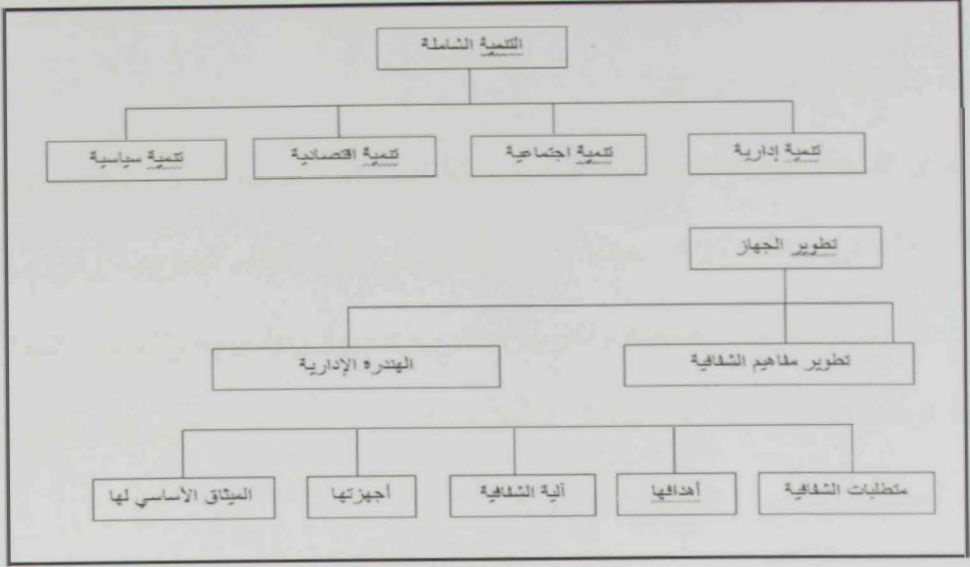 التنمية الشاملة
تنمية إدارية
تنمية اجتماعية
تنمية اقتصادية
تنمية سياسية
تطوير الجهاز
تطوير مفاهيم الشفافية
الهندرة الإدارية
متطلبات الشفافية
أهدافها
آلية الشفافية
أجهزتها
الميثاق الأساسي لها